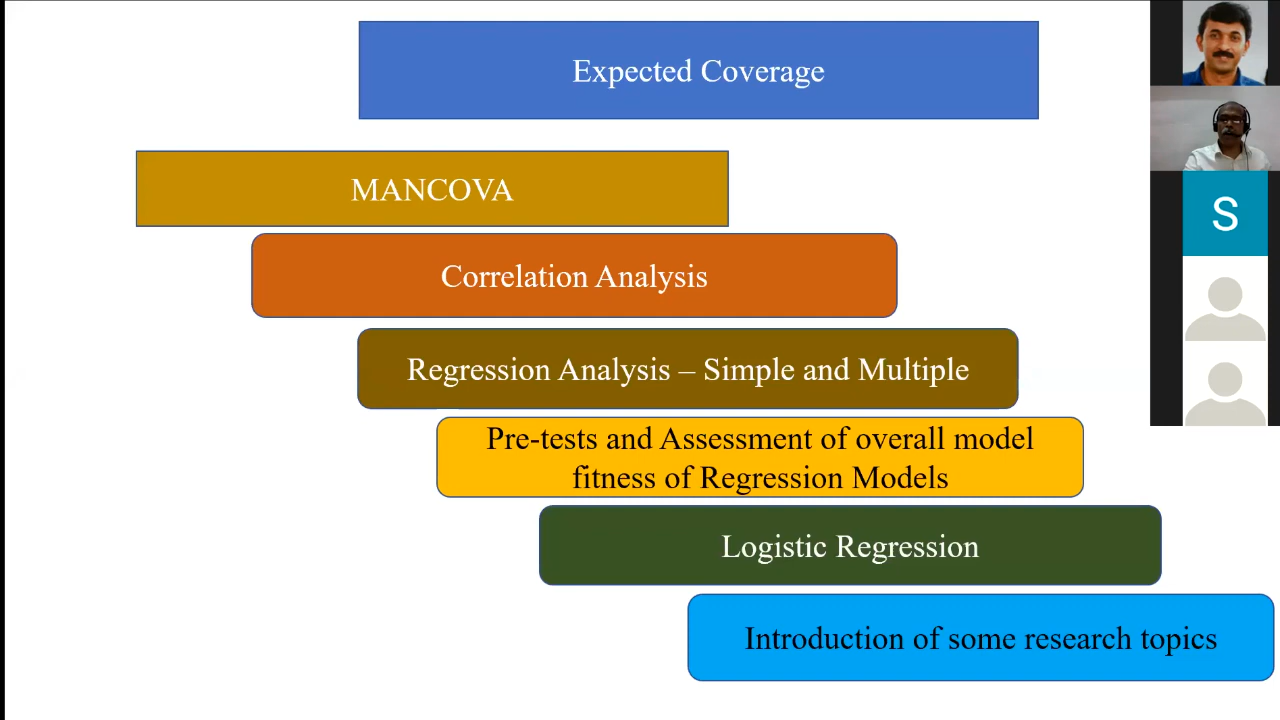 Expected Coverage
MANCOVA
Correlation Analysis
Regression Analysis – Simple and Multiple
Pre-tests and Assessment of overall model
fitness of Regression Models
Logistic Regression
Introduction of some research topics
S